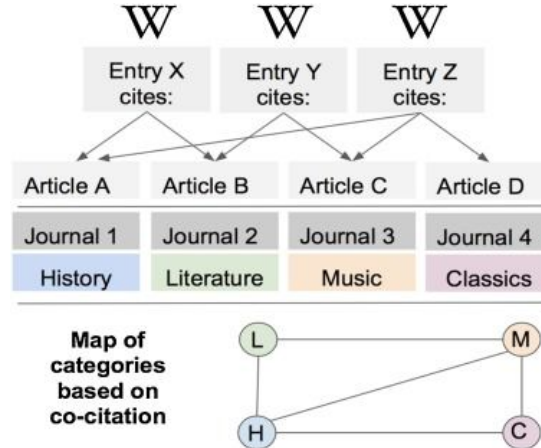 W W W
Entry X Entry Y Entry Z
cites: cites: cites:
Article A Article B Article C Article D
Journal 1 Journal 2 Journal 3 Journal 4
History Literature Music Classics
Map of
categories
based on
co-citation
L M
H C